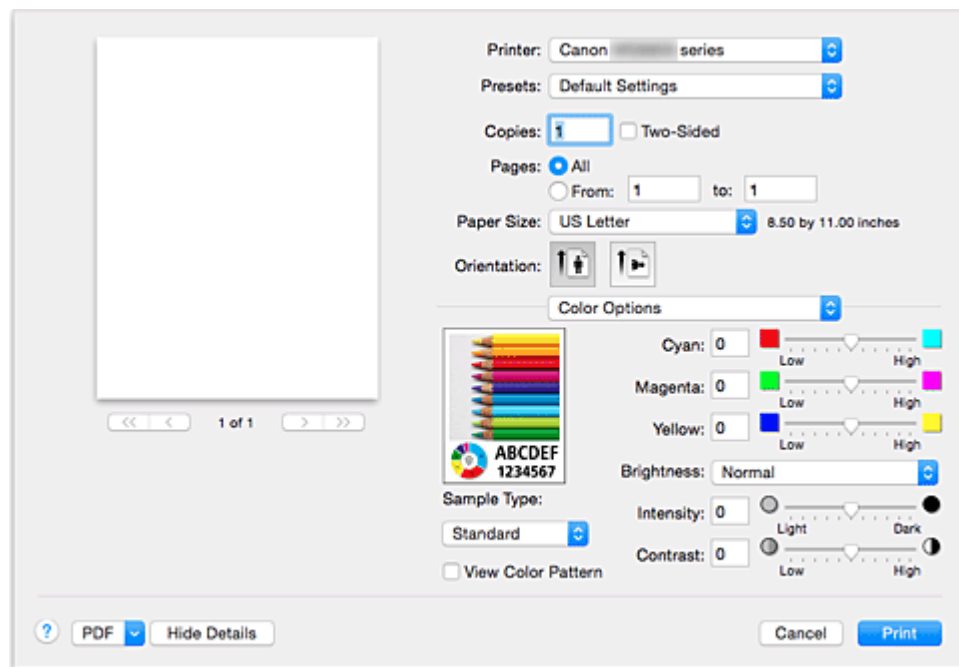 Printer: Canon series
Presets: Default Settings
Copies: 1 Two-Sided
Pages: All
From: 1 to: 1
Paper Size: US Letter 8.50 by 11.00 inches
Orientation:
Color Options
Cyan: 0
Low High
Magenta: 0
Low High
Yellow: 0
Low High
ABCDEF
1234567
Brightness: Normal
Sample Type:
Intensity: 0
Light Dark
Standard
Contrast: 0
Low High
View Color Pattern
<< < 1 of 1 > >>
? PDF Hide Details Cancel Print